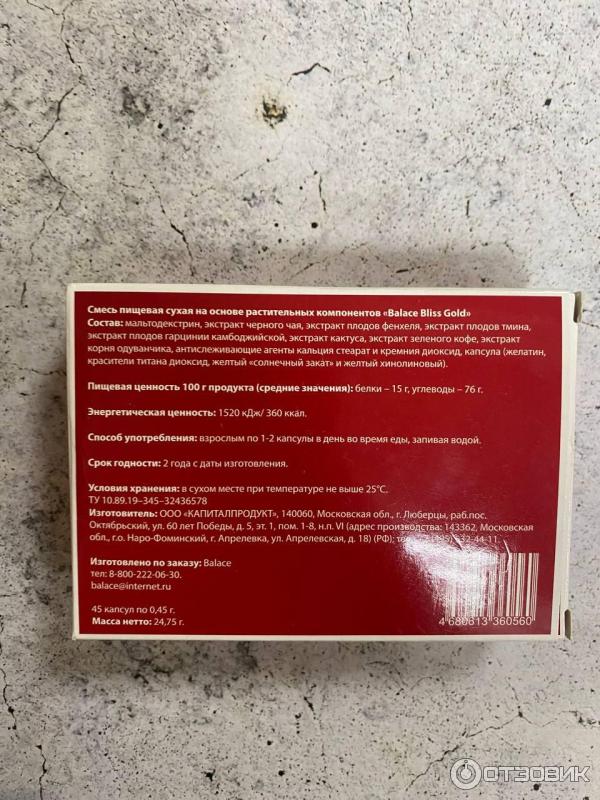 Смесь пищевая сухая на основе растительных компонентов «Balace Bliss Gold»
Состав: мальтодекстрин, экстракт черного чая, экстракт плодов фенхеля, экстракт плодов тмина,
экстракт плодов гарцинии камбоджийской, экстракт кактуса, экстракт зеленого кофе, экстракт
корня одуванчика, антислеживающие агенты кальция стеарат и кремния диоксид, капсула (желатин,
красители титана диоксид, желтый «солнечный закат» и желтый хинолиновый).
Пищевая ценность 100 г продукта (средние значения): белки – 15 г, углеводы – 76 г.
Энергетическая ценность: 1520 кДж/ 360 ккал.
Способ употребления: взрослым по 1-2 капсулы в день во время еды, запивая водой.
Срок годности: 2 года с даты изготовления.
Условия хранения: в сухом месте при температуре не выше 25°С.
ТУ 10.89.19–345–32436578
Изготовитель: ООО «КАПИТАЛПРОДУКТ», 140060, Московская обл., г. Люберцы, раб.пос.
Октябрьский, ул. 60 лет Победы, д. 5, эт. 1, пом. 1-8, н.п. VI (адрес производства: 143362, Московская
обл., г.о. Наро-Фоминский, г. Апрелевка, ул. Апрелевская, д. 18) (РФ);
Изготовлено по заказу: Balace
тел: 8-800-222-06-30.
balace@internet.ru
45 капсул по 0,45 г.
Масса нетто: 24,75 г.
4 680813 360560
ОТЗОВИК